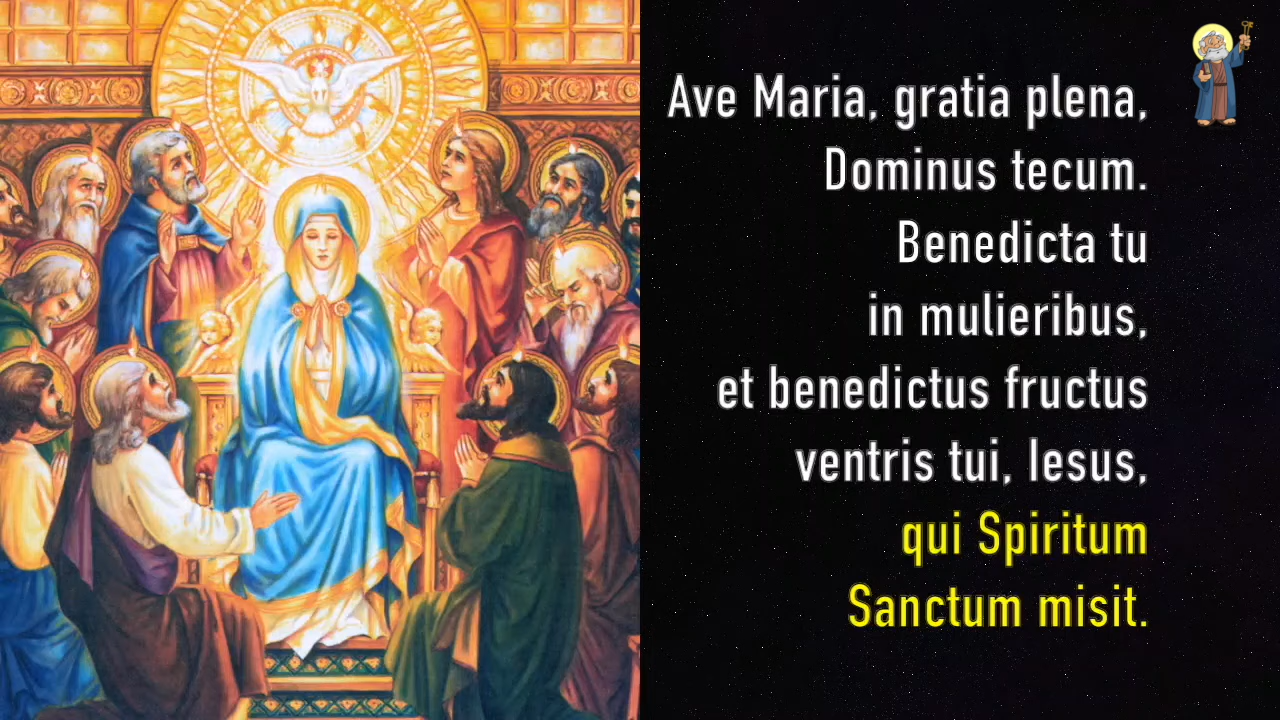 Ave Maria, gratia plena,
Dominus tecum.
Benedicta tu
in mulieribus,
et benedictus fructus
ventris tui, Iesus,
qui Spiritum
Sanctum misit.